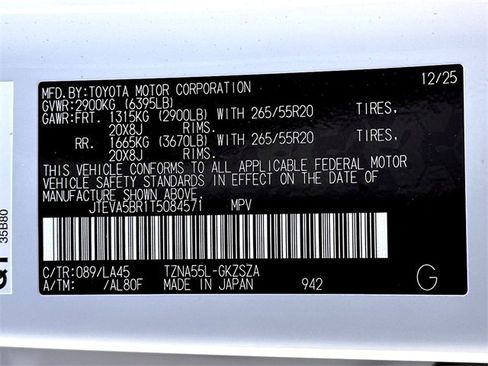 MFD.BY:TOYOTA MOTOR CORPORATION 12/25
GVWR:2900KG (6395LB)
GAWR:FRT. 1315KG (2900LB) WITH 265/55R20 TIRES,
20X8J RIMS.
RR. 1665KG (3670LB) WITH 265/55R20 TIRES,
20X8J RIMS.
THIS VEHICLE CONFORMS TO ALL APPLICABLE FEDERAL MOTOR
VEHICLE SAFETY STANDARDS IN EFFECT ON THE DATE OF
MANUFACTURE SHOWN ABOVE.
JTEVA5BR1T5084571 MPV
C/TR:089/LA45 TZNA55L-GKZSZA
A/TM: /AL80F MADE IN JAPAN 942 G
35B80